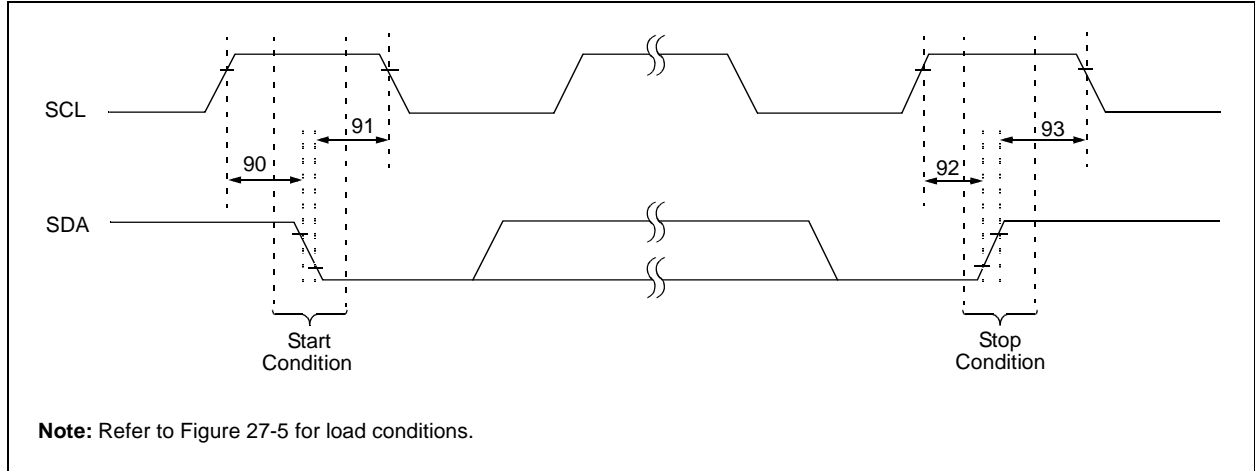 SCL
91
93
90
92
SDA
Start
Condition
Stop
Condition
Note: Refer to Figure 27-5 for load conditions.